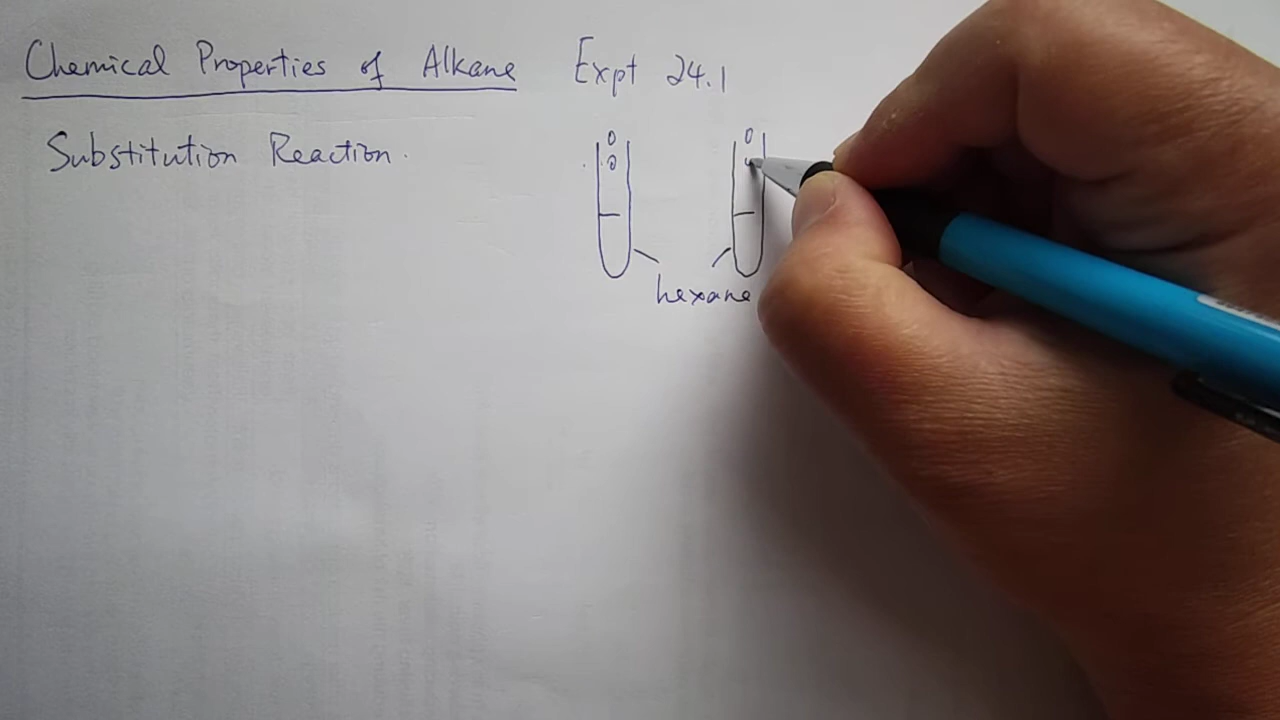 Chemical Properties of Alkane Expt 24.1
Substitution Reaction.
hexane